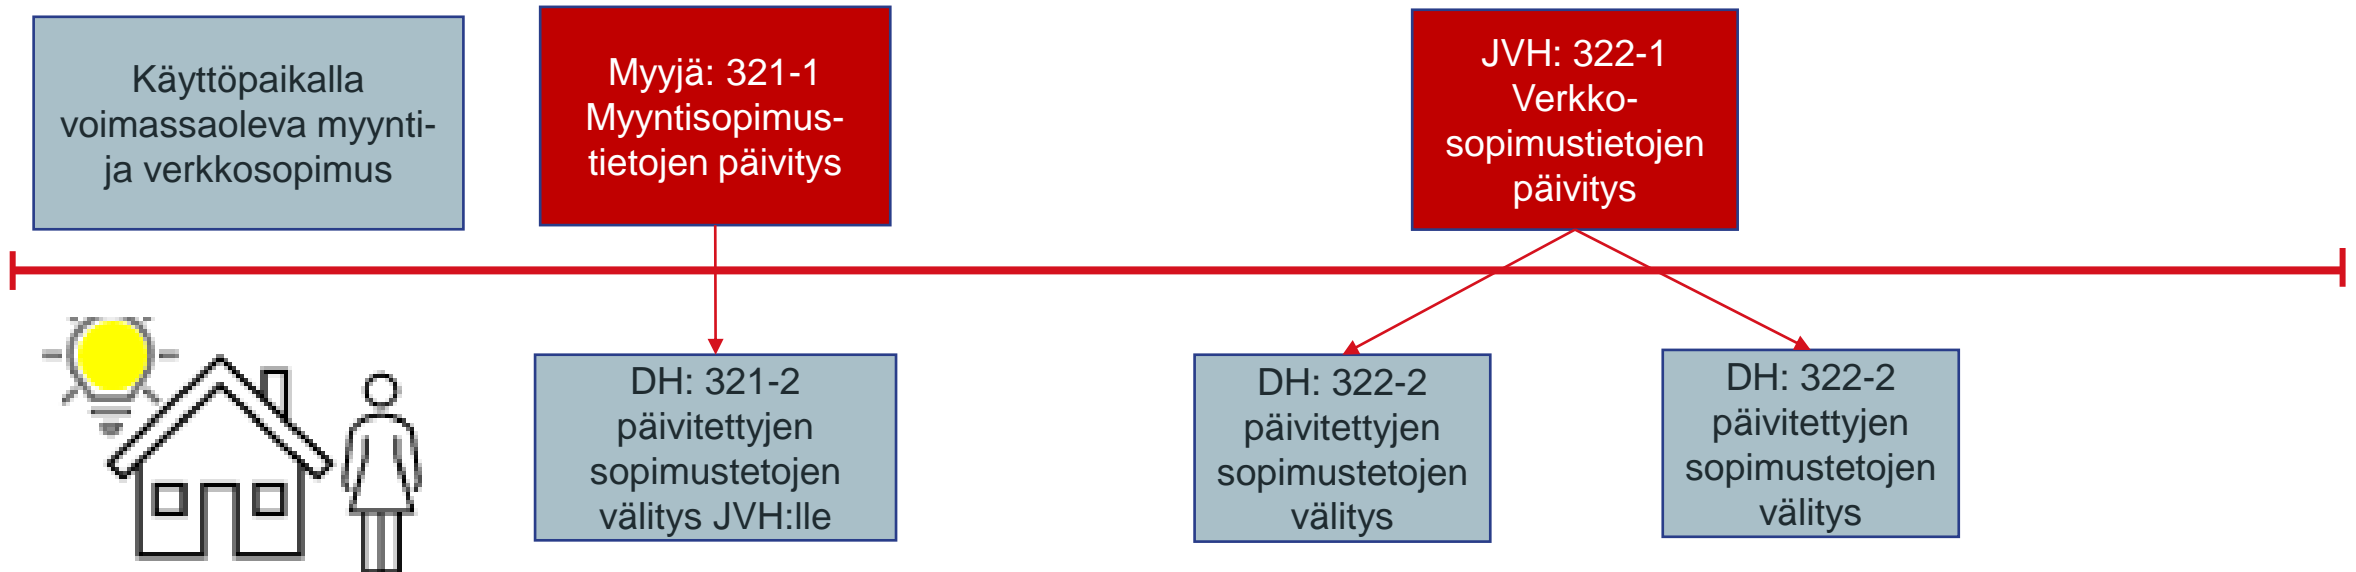 Käyttöpaikalla
voimassaoleva myynti-
ja verkkosopimus
Myyjä: 321-1
Myyntisopimus-
tietojen päivitys
JVH: 322-1
Verkko-
sopimustietojen
päivitys
DH: 321-2
päivitettyjen
sopimustetojen
välitys JVH:lle
DH: 322-2
päivitettyjen
sopimustetojen
välitys
DH: 322-2
päivitettyjen
sopimustetojen
välitys